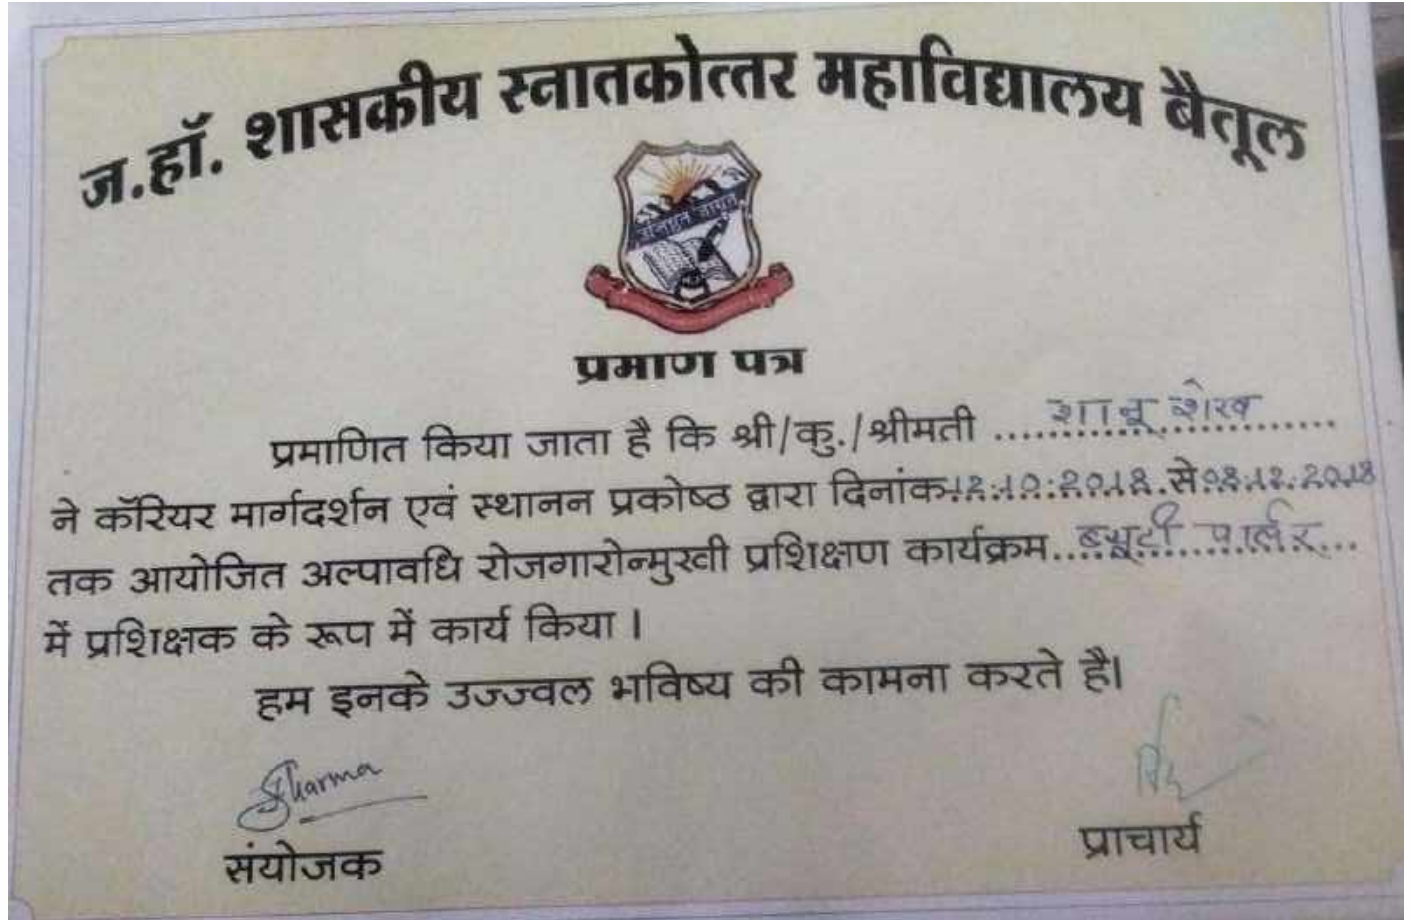 ज.हॉ. शासकीय स्नातकोत्तर महाविद्यालय बैतूल
प्रमाण पत्र
प्रमाणित किया जाता है कि श्री/कु./श्रीमती ....शानू शेख....
ने कॅरियर मार्गदर्शन एवं स्थानन प्रकोष्ठ द्वारा दिनांक 12.10.2018 से 08.12.2018
तक आयोजित अल्पावधि रोजगारोन्मुखी प्रशिक्षण कार्यक्रम...ब्यूटी पार्लर...
में प्रशिक्षक के रूप में कार्य किया ।
हम इनके उज्ज्वल भविष्य की कामना करते है।
Sharma
संयोजक
प्राचार्य